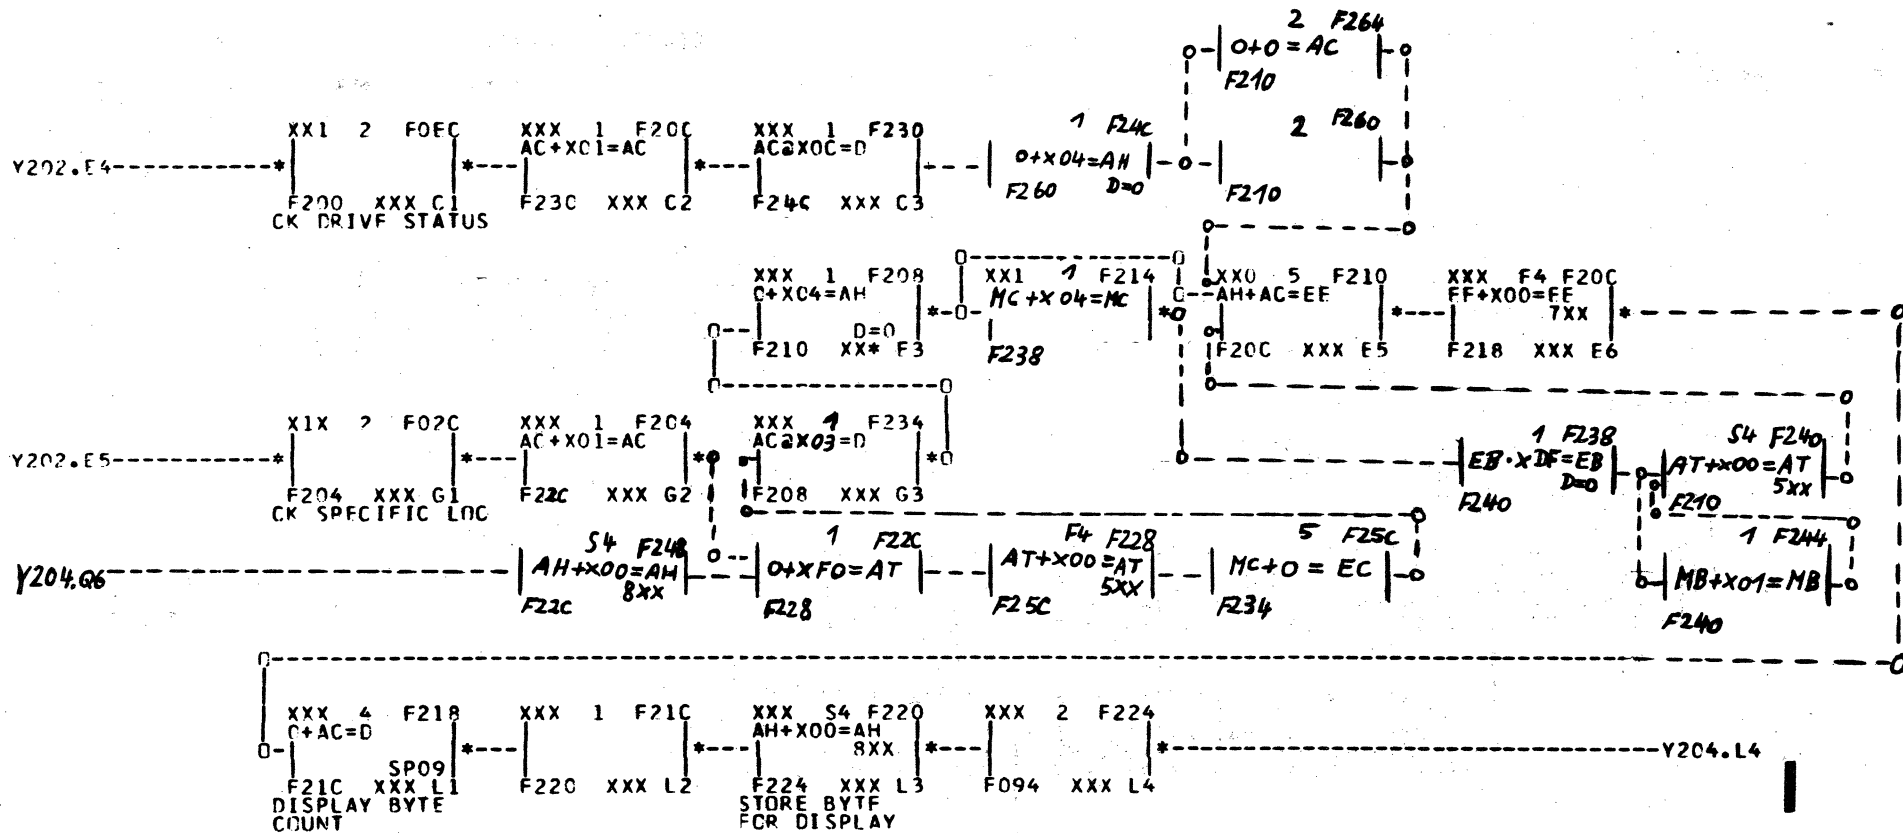 2 F264
0+0=AC
F210
XX1 2 F0EC
XXX 1 F20C
XXX 1 F230
1 F24C
2 F260
AC+X01=AC
AC@X0C=D
0+X04=AH
D=0
Y202.E4
F200 XXX C1
F23C XXX C2
F24C XXX C3
F260
F210
CK DRIVE STATUS
XXX 1 F208
XX1 1 F214
XX0 5 F210
XXX F4 F20C
0+X04=AH
MC+X04=MC
AH+AC=EE
EE+X00=EE
D=0
7XX
F210 XX* E3
F238
F20C XXX E5
F218 XXX E6
X1X 2 F02C
XXX 1 F204
XXX 1 F234
1 F238
S4 F240
AC+X01=AC
AC@X03=D
EB·XDF=EB
AT+X00=AT
Y202.E5
D=0
5XX
F204 XXX G1
F22C XXX G2
F208 XXX G3
F240
F210
CK SPECIFIC LOC
S4 F248
1 F22C
F4 F228
5 F25C
1 F244
Y204.Q6
AH+X00=AH
0+XF0=AT
AT+X00=AT
MC+0=EC
MB+X01=MB
8XX
5XX
F22C
F228
F25C
F234
F240
XXX 4 F218
XXX 1 F21C
XXX S4 F220
XXX 2 F224
0+AC=D
AH+X00=AH
8XX
Y204.L4
SP09
F21C XXX L1
F220 XXX L2
F224 XXX L3
F094 XXX L4
DISPLAY BYTE
STORE BYTE
COUNT
FOR DISPLAY